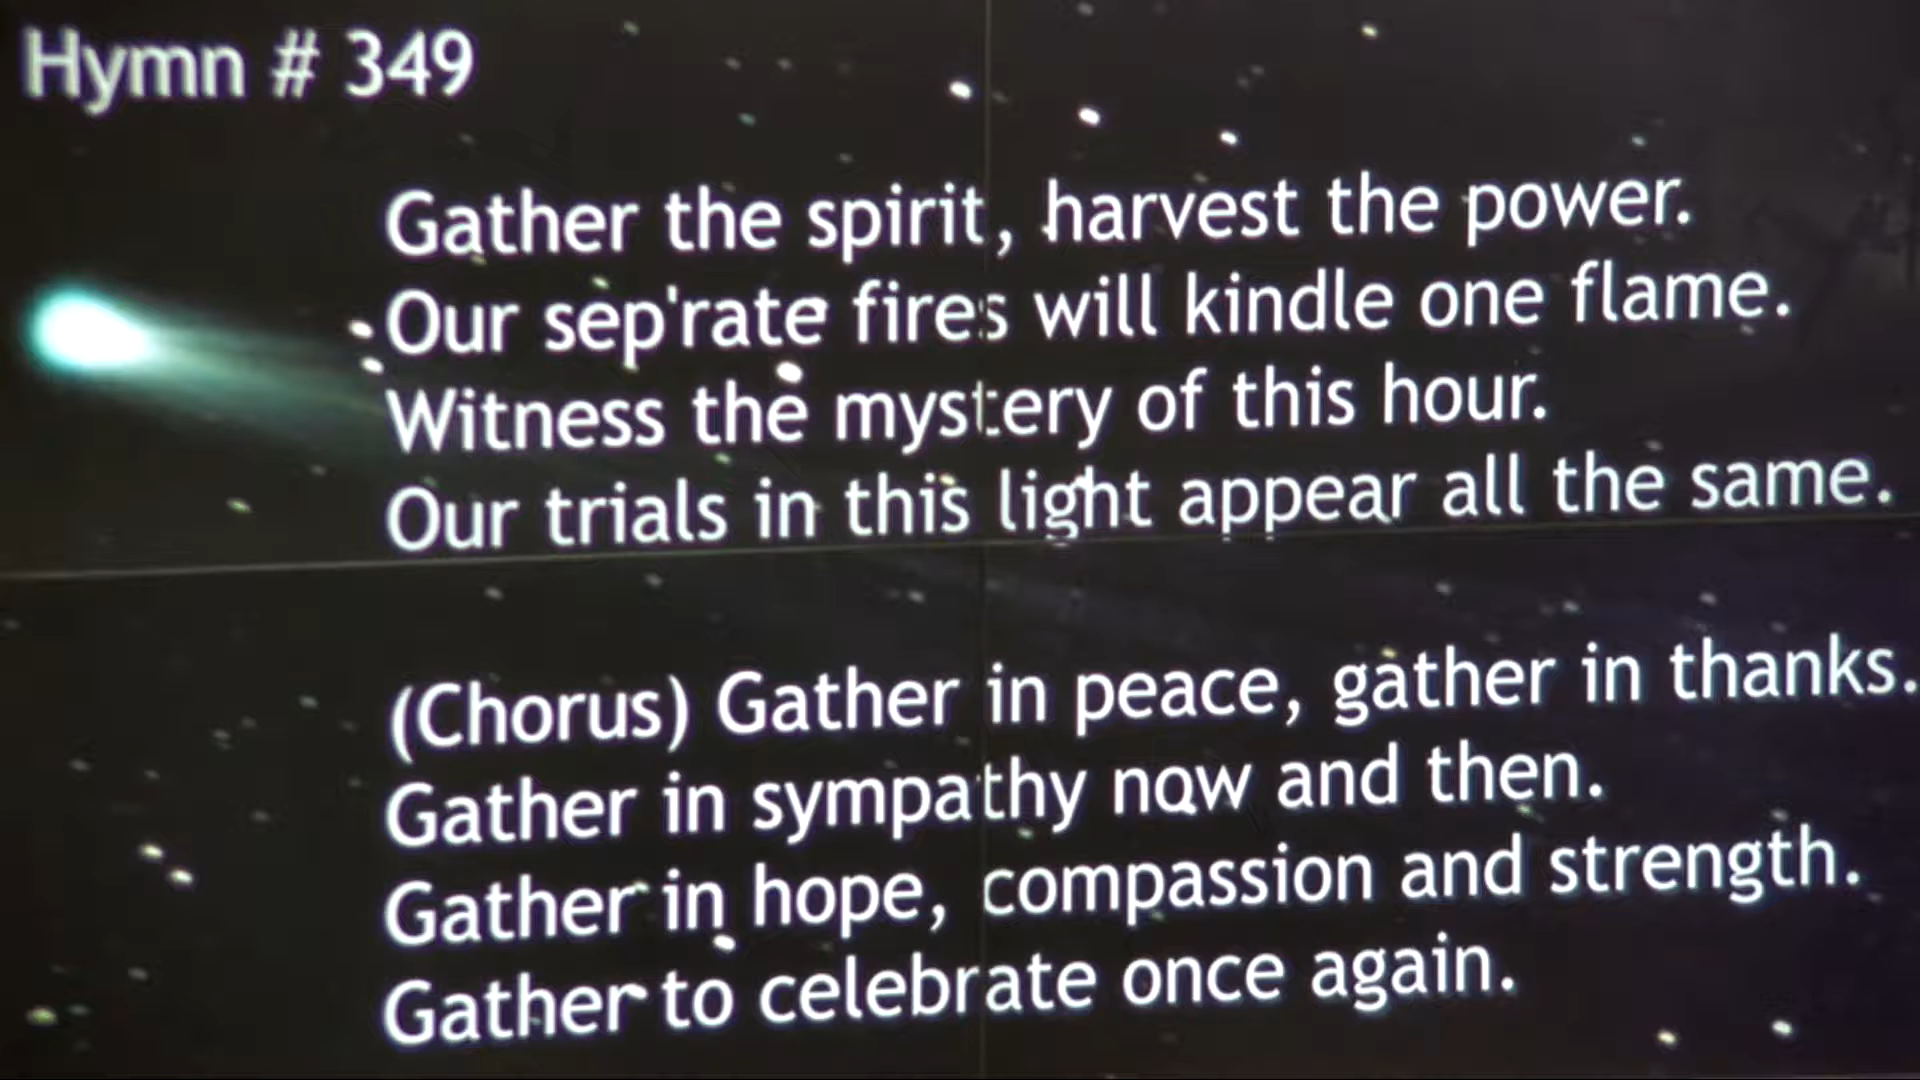 Hymn # 349
Gather the spirit, harvest the power.
Our sep'rate fires will kindle one flame.
Witness the mystery of this hour.
Our trials in this light appear all the same.
(Chorus) Gather in peace, gather in thanks.
Gather in sympathy now and then.
Gather in hope, compassion and strength.
Gather to celebrate once again.